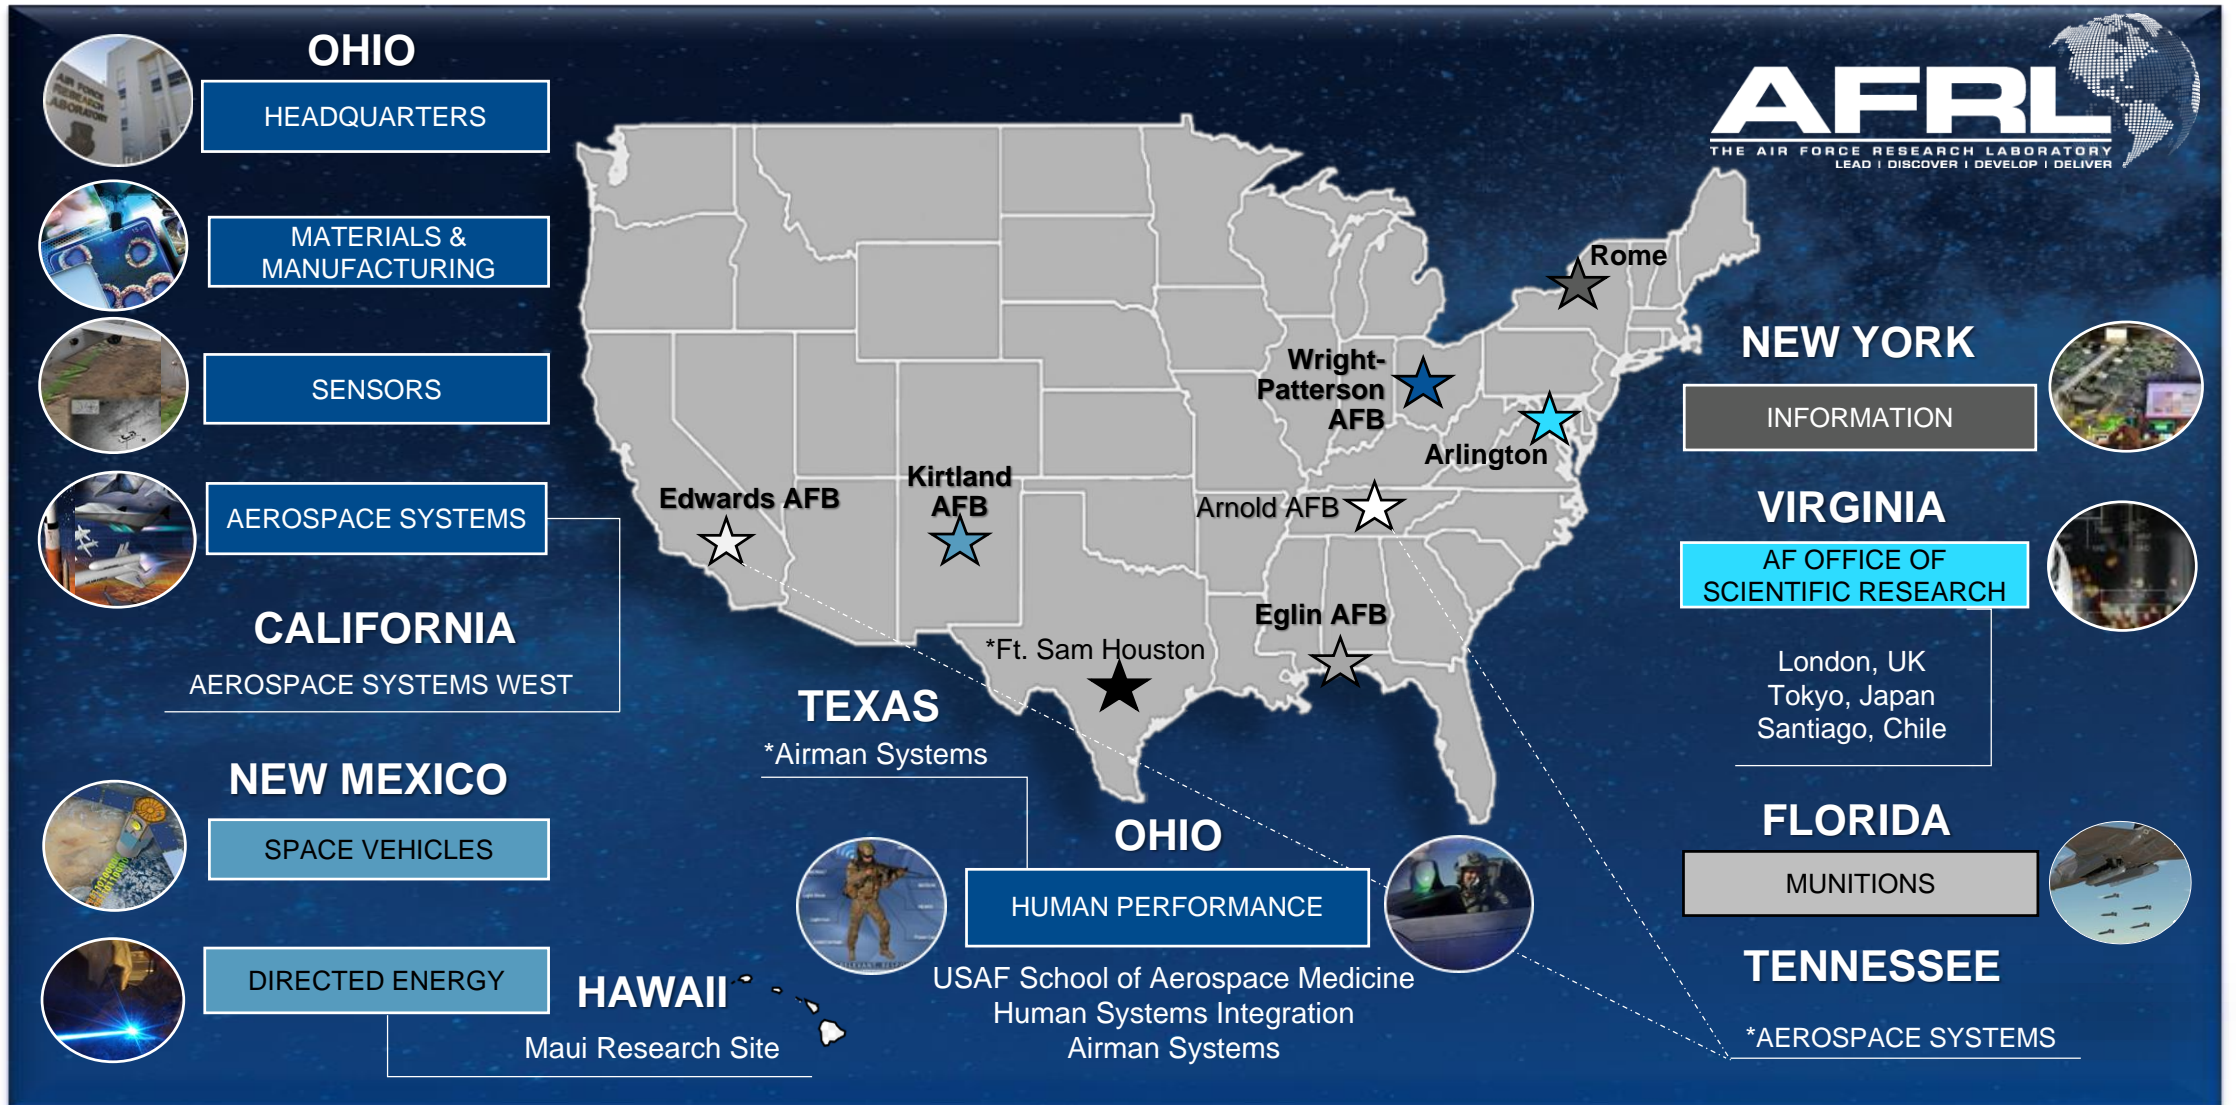 OHIO
HEADQUARTERS
MATERIALS &
MANUFACTURING
SENSORS
AEROSPACE SYSTEMS
CALIFORNIA
AEROSPACE SYSTEMS WEST
NEW MEXICO
SPACE VEHICLES
DIRECTED ENERGY
HAWAII
Maui Research Site
AIR FORCE
RESEARCH
LABORATORY
Edwards AFB
Kirtland
AFB
*Ft. Sam Houston
Wright-
Patterson
AFB
Rome
Arlington
Arnold AFB
Eglin AFB
TEXAS
*Airman Systems
OHIO
HUMAN PERFORMANCE
USAF School of Aerospace Medicine
Human Systems Integration
Airman Systems
AFRL
THE AIR FORCE RESEARCH LABORATORY
LEAD | DISCOVER | DEVELOP | DELIVER
NEW YORK
INFORMATION
VIRGINIA
AF OFFICE OF
SCIENTIFIC RESEARCH
London, UK
Tokyo, Japan
Santiago, Chile
FLORIDA
MUNITIONS
TENNESSEE
*AEROSPACE SYSTEMS